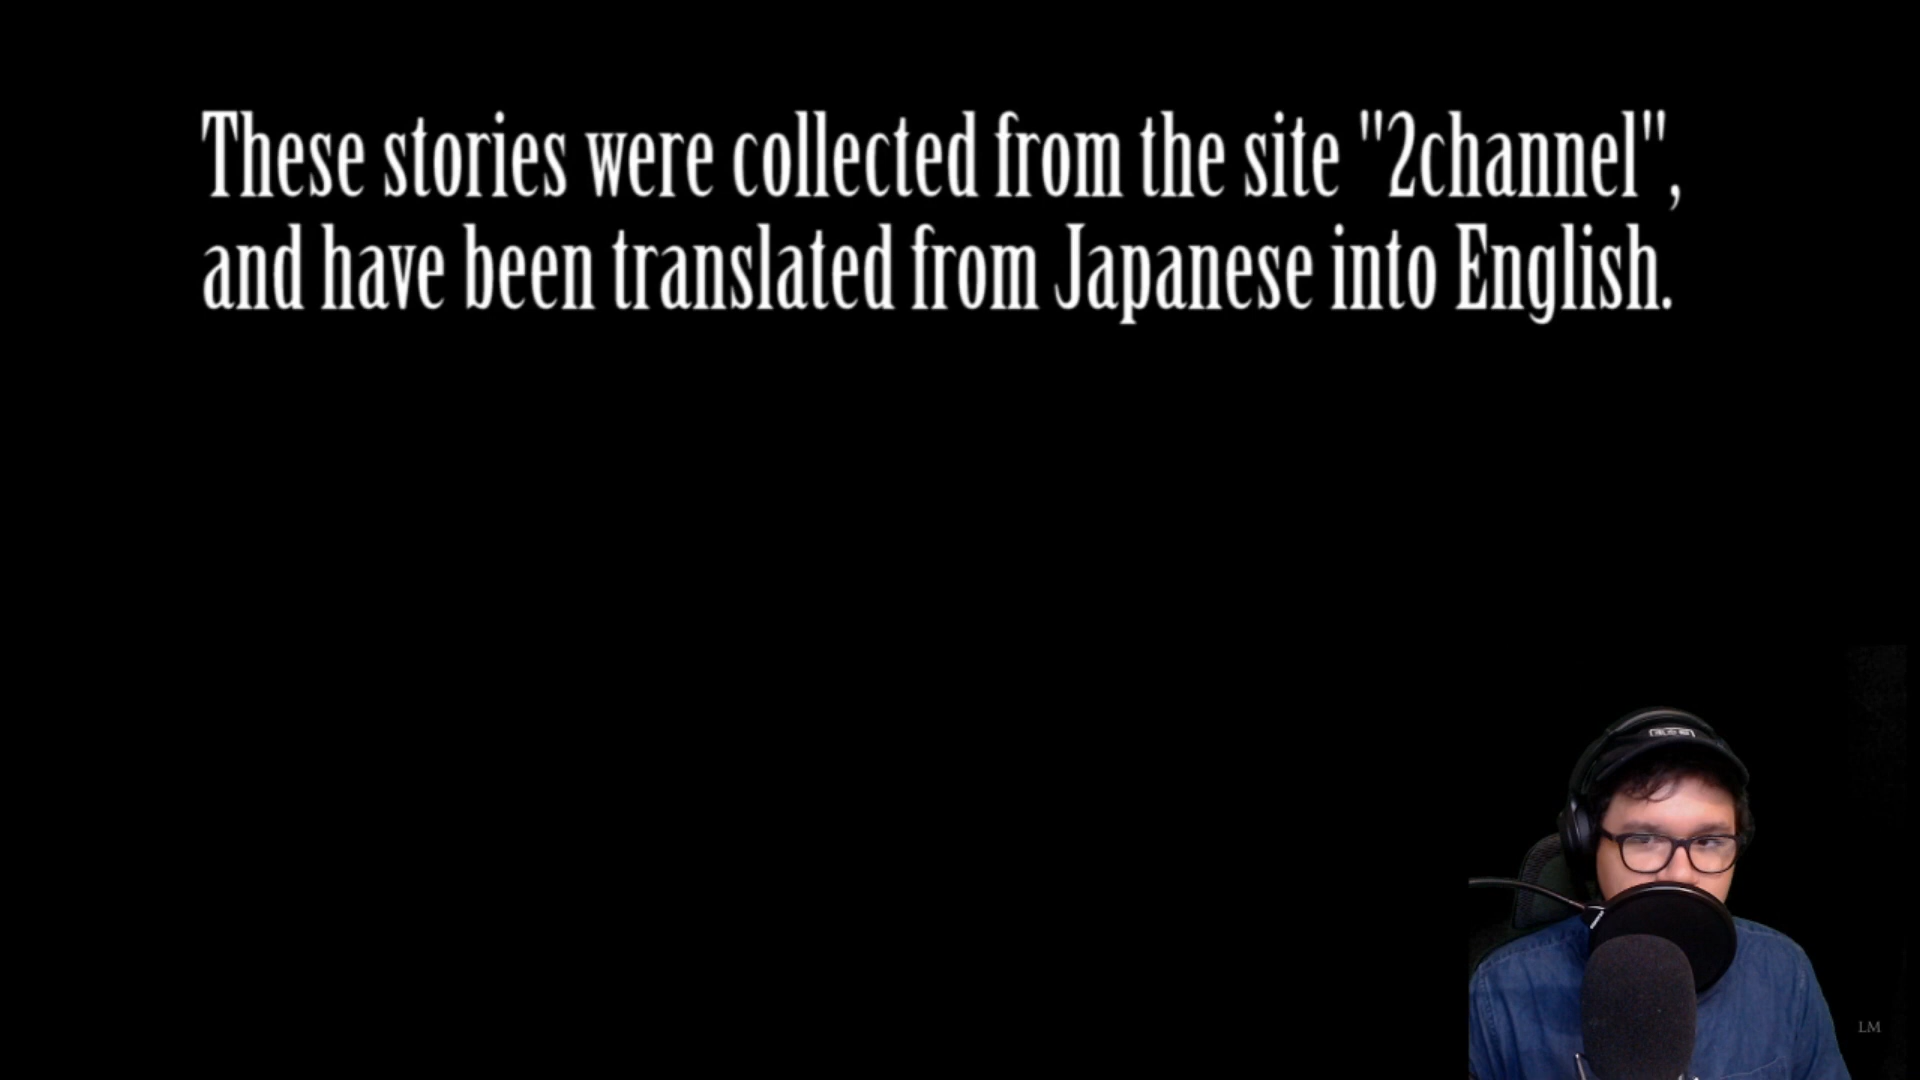 These stories were collected from the site "2channel",
and have been translated from Japanese into English.
LM